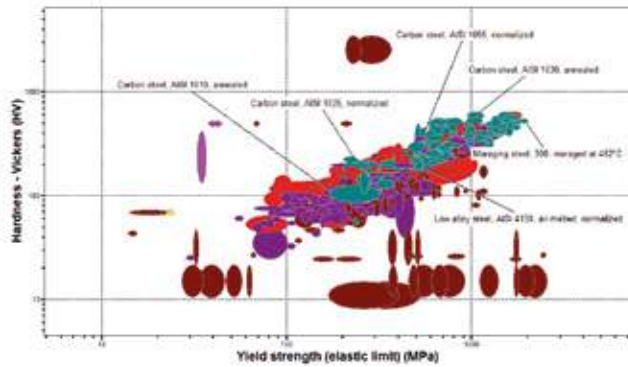 Carbon steel, AISI 1055, normalized
Carbon steel, AISI 1030, annealed
Carbon steel, AISI 1010, annealed
Carbon steel, AISI 1025, normalized
Maraging steel, 300, maraged at 482°C
Low alloy steel, AISI 4130, air melted, normalized
Hardness - Vickers (HV)
1000
100
10
10
100
1000
Yield strength (elastic limit) (MPa)